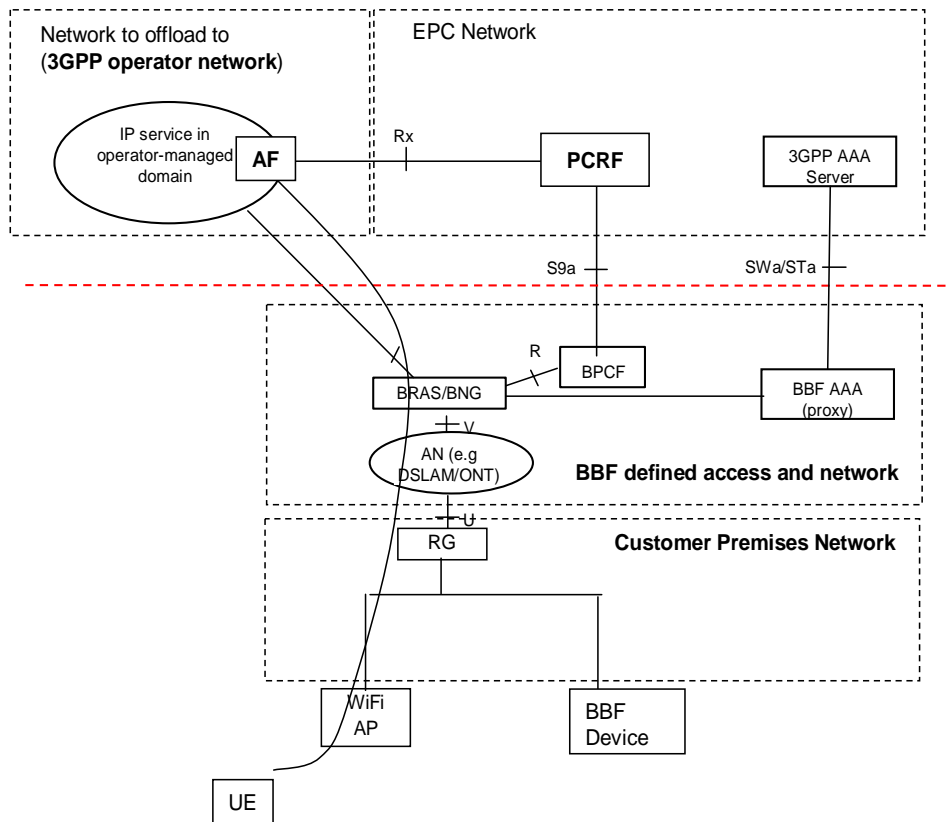 Network to offload to
(3GPP operator network)
EPC Network
IP service in
operator-managed
domain
AF
Rx
PCRF
3GPP AAA
Server
S9a
SWa/STa
R
BPCF
BRAS/BNG
BBF AAA
(proxy)
V
AN (e.g
DSLAM/ONT)
BBF defined access and network
U
RG
Customer Premises Network
WiFi
AP
BBF
Device
UE